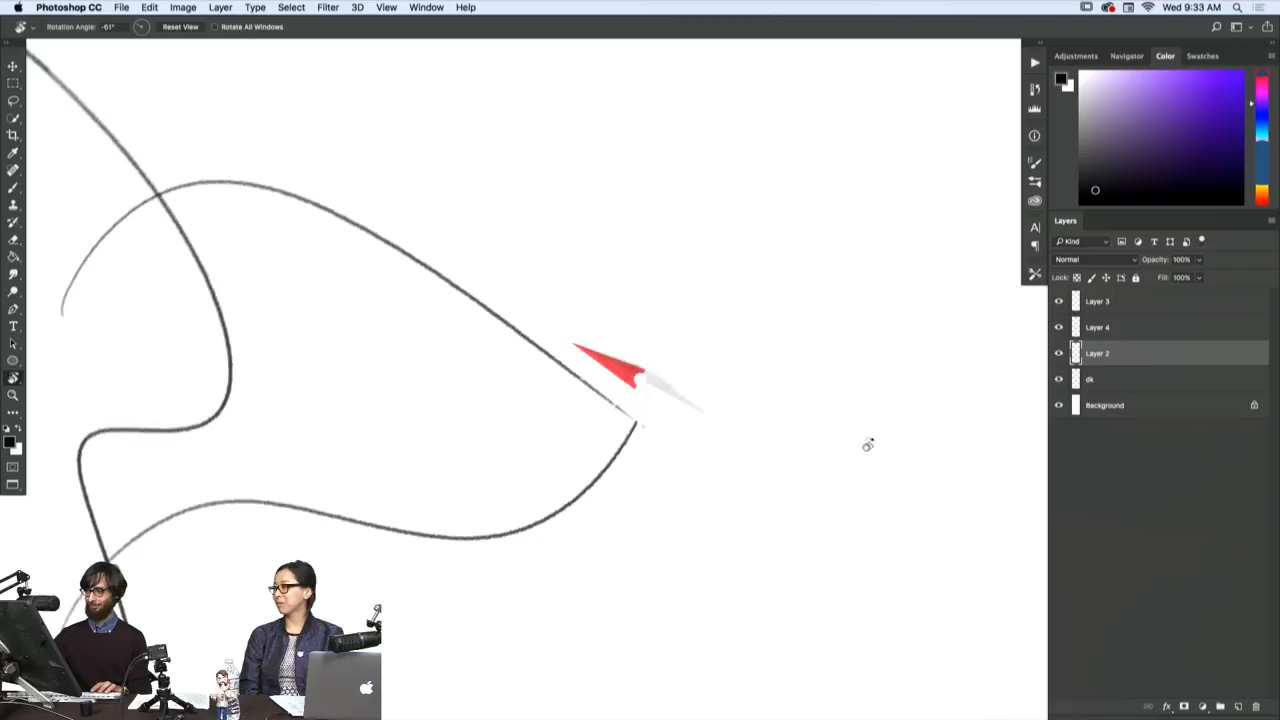 Photoshop CC File Edit Image Layer Type Select Filter 3D View Window Help Wed 9:33 AM
Rotation Angle: -61° Reset View Rotate All Windows
Adjustments Navigator Color Swatches
Layers
Kind
Normal Opacity: 100%
Lock: Fill: 100%
Layer 3
Layer 4
Layer 2
dk
Background